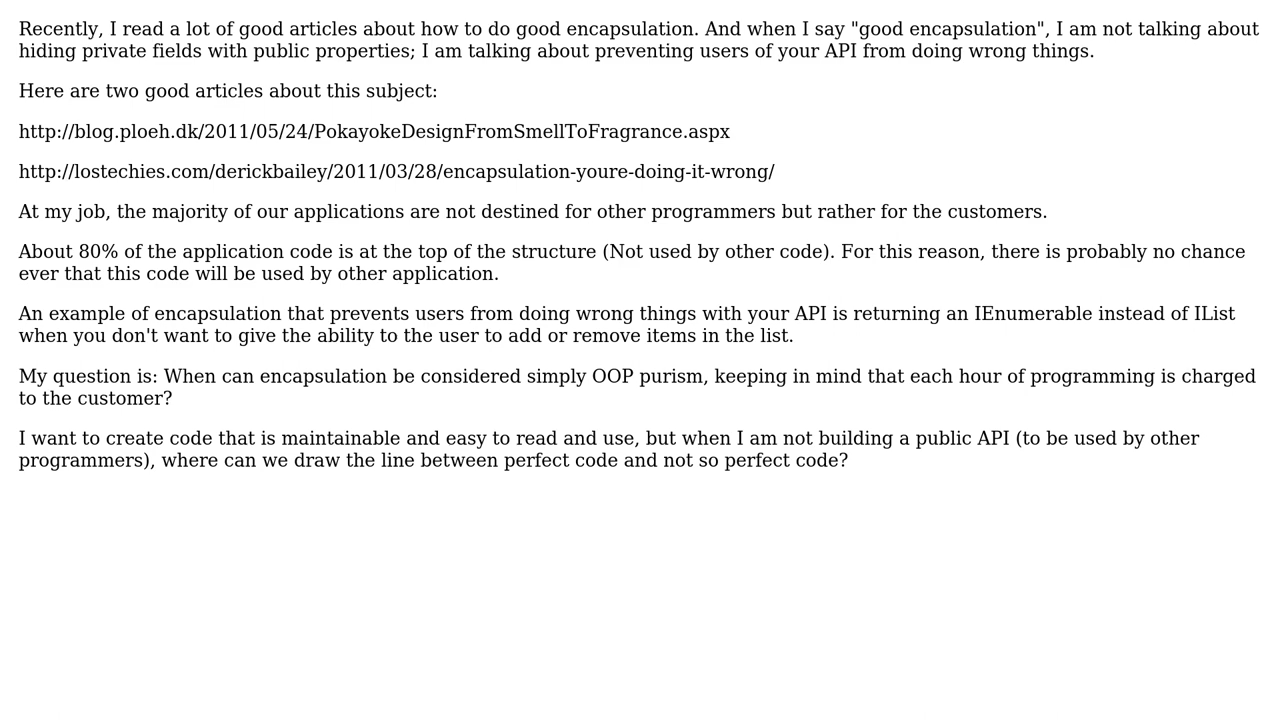 Recently, I read a lot of good articles about how to do good encapsulation. And when I say "good encapsulation", I am not talking about
hiding private fields with public properties; I am talking about preventing users of your API from doing wrong things.
Here are two good articles about this subject:
http://blog.ploeh.dk/2011/05/24/PokayokeDesignFromSmellToFragrance.aspx
http://lostechies.com/derickbailey/2011/03/28/encapsulation-youre-doing-it-wrong/
At my job, the majority of our applications are not destined for other programmers but rather for the customers.
About 80% of the application code is at the top of the structure (Not used by other code). For this reason, there is probably no chance
ever that this code will be used by other application.
An example of encapsulation that prevents users from doing wrong things with your API is returning an IEnumerable instead of IList
when you don't want to give the ability to the user to add or remove items in the list.
My question is: When can encapsulation be considered simply OOP purism, keeping in mind that each hour of programming is charged
to the customer?
I want to create code that is maintainable and easy to read and use, but when I am not building a public API (to be used by other
programmers), where can we draw the line between perfect code and not so perfect code?